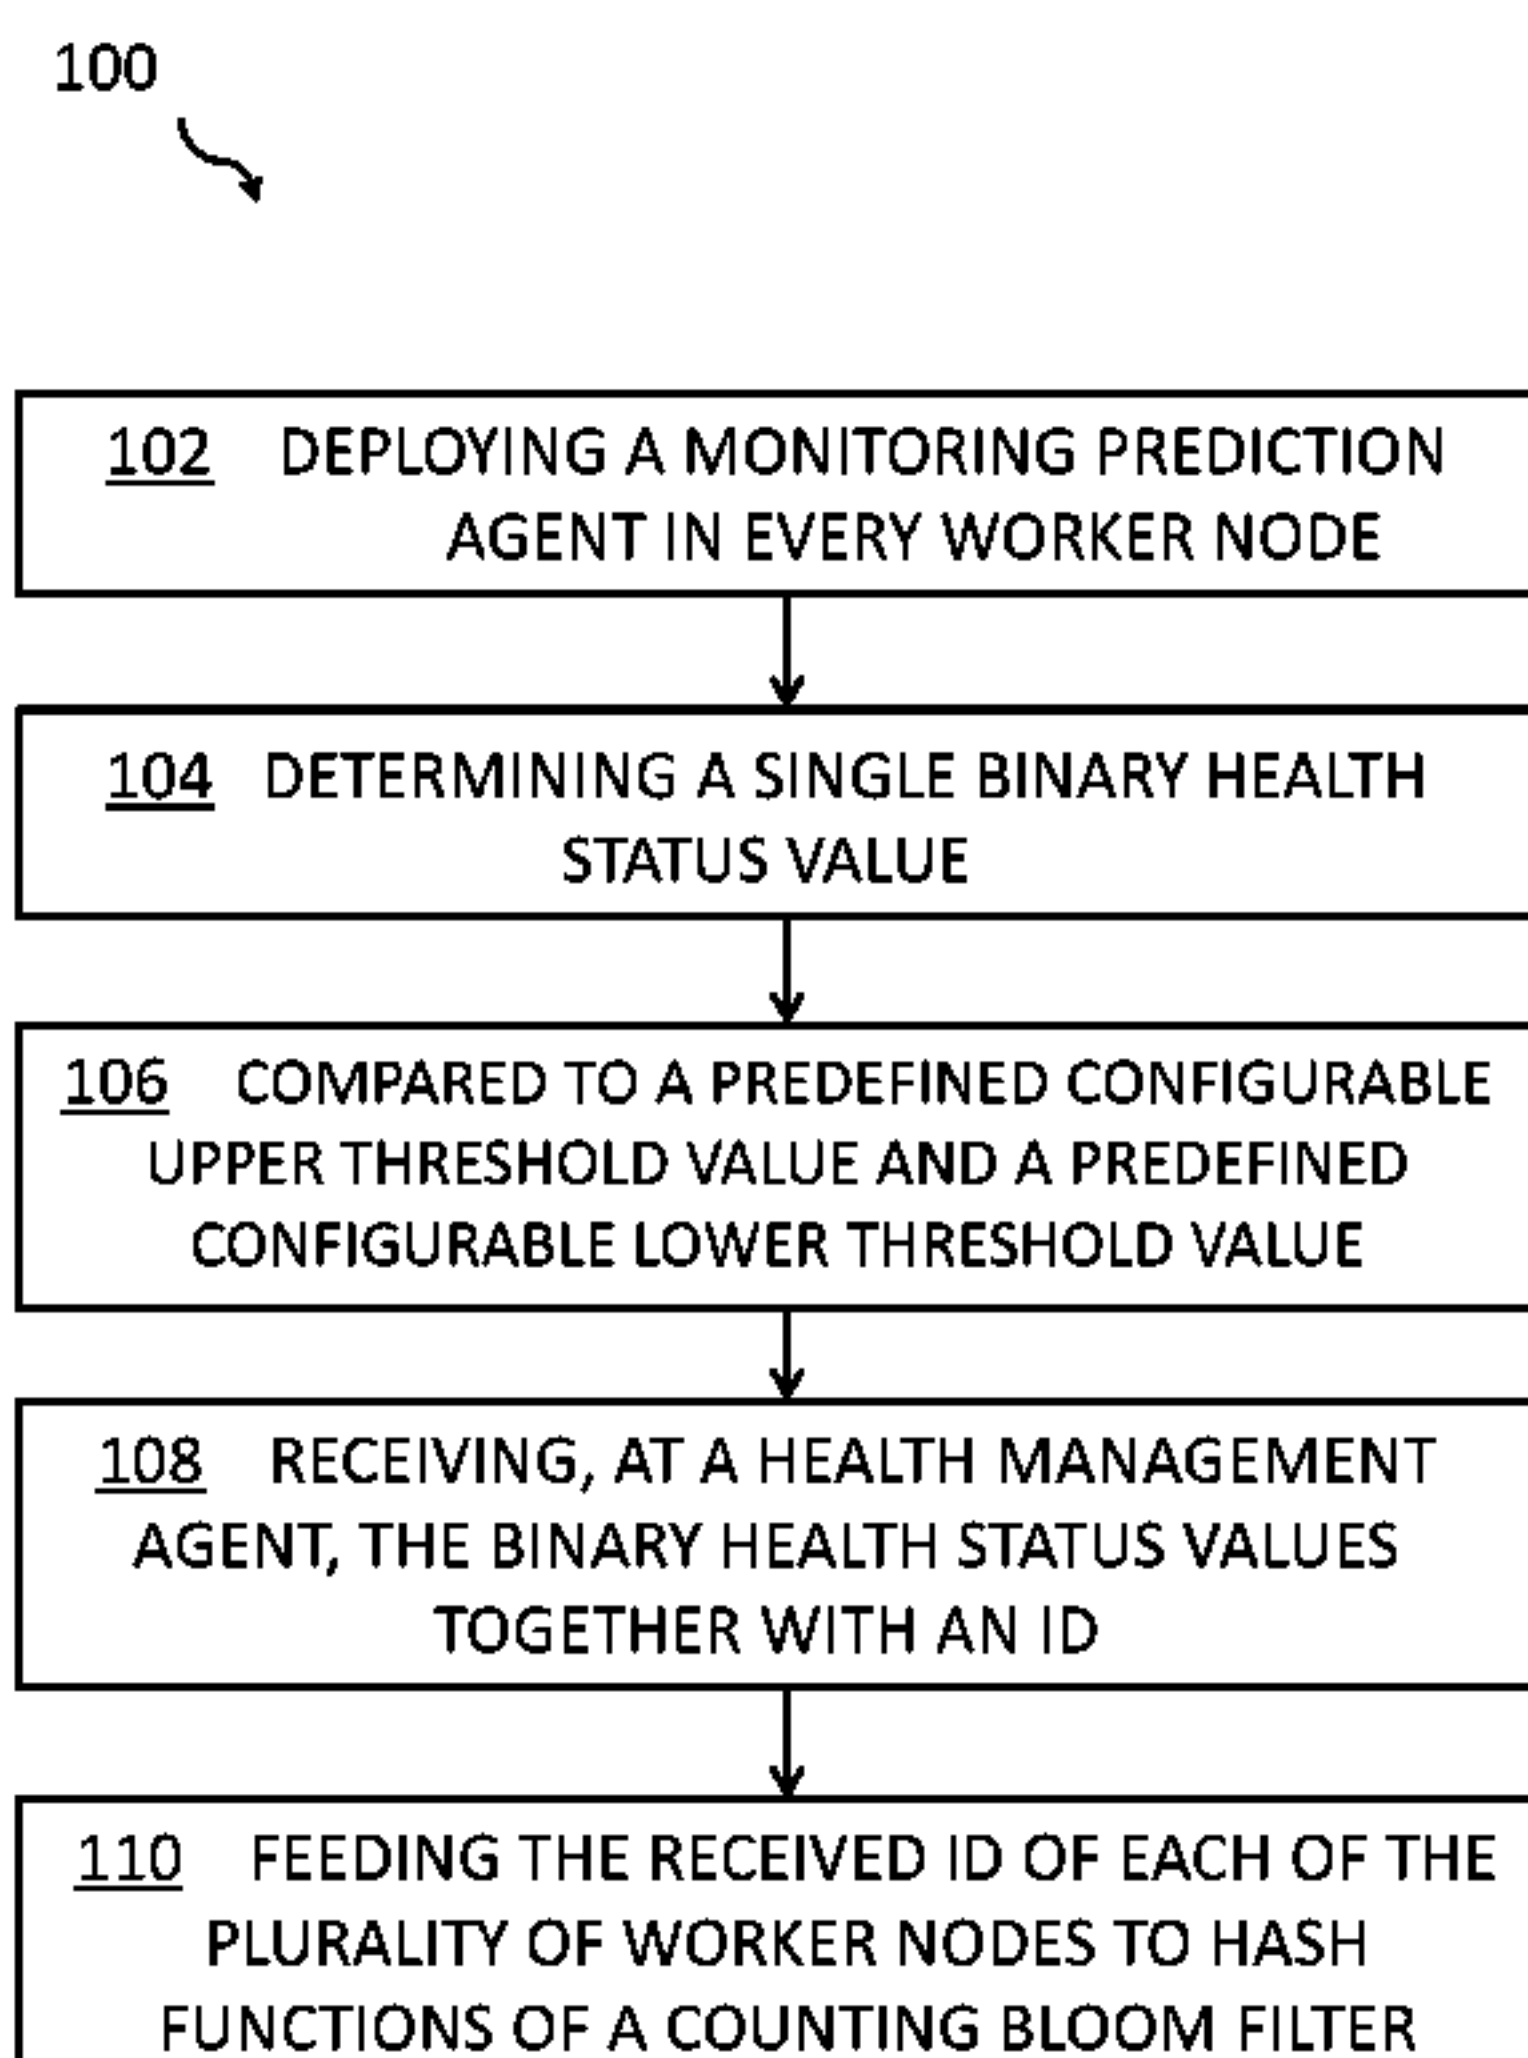 100
102 DEPLOYING A MONITORING PREDICTION
AGENT IN EVERY WORKER NODE
104 DETERMINING A SINGLE BINARY HEALTH
STATUS VALUE
106 COMPARED TO A PREDEFINED CONFIGURABLE
UPPER THRESHOLD VALUE AND A PREDEFINED
CONFIGURABLE LOWER THRESHOLD VALUE
108 RECEIVING, AT A HEALTH MANAGEMENT
AGENT, THE BINARY HEALTH STATUS VALUES
TOGETHER WITH AN ID
110 FEEDING THE RECEIVED ID OF EACH OF THE
PLURALITY OF WORKER NODES TO HASH
FUNCTIONS OF A COUNTING BLOOM FILTER